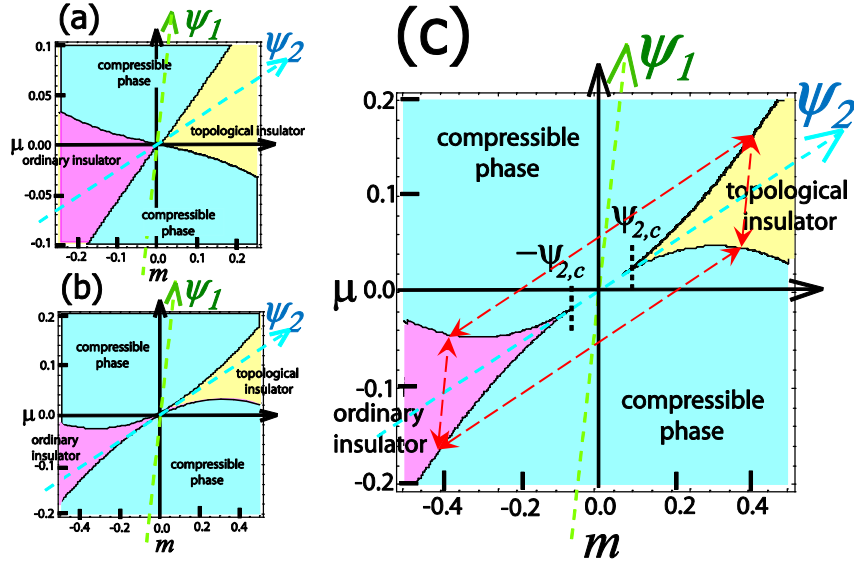 (a)
ψ1
ψ2
0.1
0.05
μ 0.00
-0.05
-0.1
compressible
phase
topological insulator
ordinary insulator
compressible
phase
-0.2 -0.1 0.0 0.1 0.2
m
(b)
ψ1
ψ2
0.2
0.1
μ 0.0
-0.1
-0.2
compressible
phase
topological
insulator
ordinary
insulator
compressible
phase
-0.4 -0.2 0.0 0.2 0.4
m
(c)
ψ1
ψ2
0.2
0.1
μ 0.0
-0.1
-0.2
compressible
phase
topological
insulator
ψ2,c
−ψ2,c
ordinary
insulator
compressible
phase
-0.4 -0.2 0.0 0.2 0.4
m